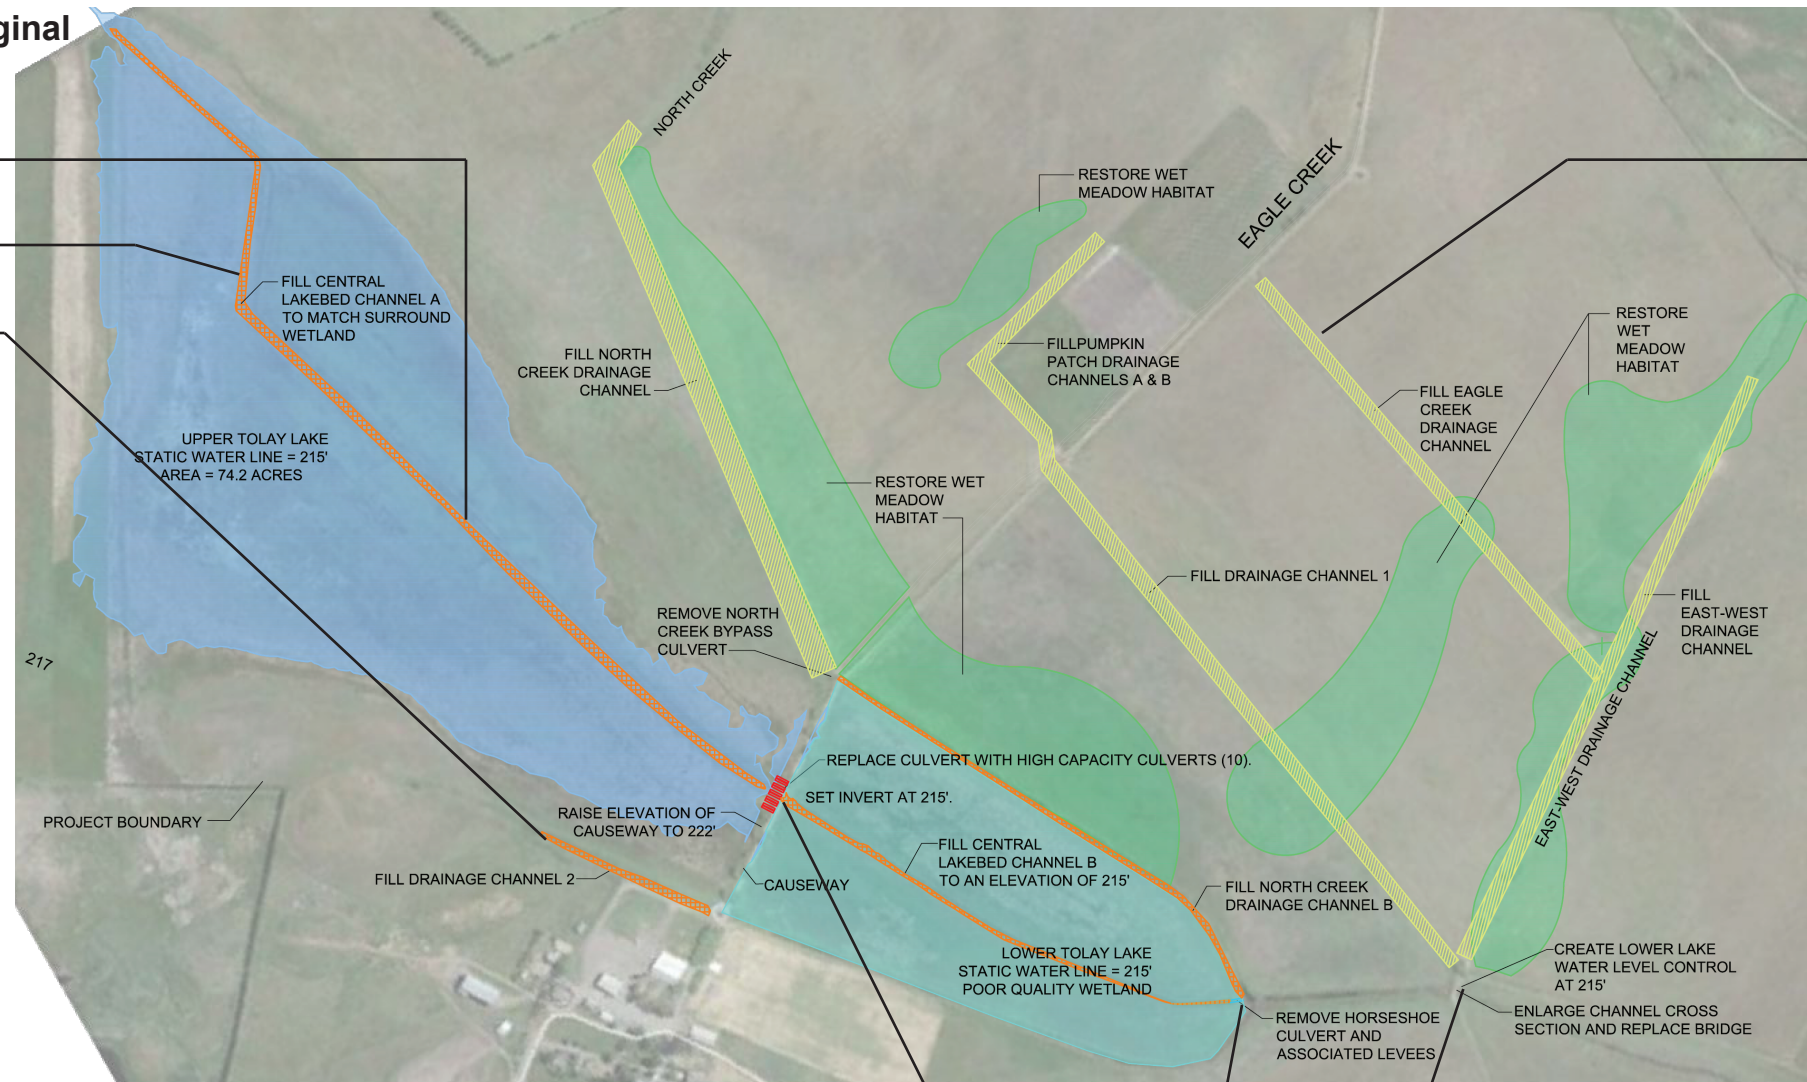 ginal
NORTH CREEK
RESTORE WET
MEADOW HABITAT
EAGLE CREEK
FILL CENTRAL
LAKEBED CHANNEL A
TO MATCH SURROUND
WETLAND
FILL NORTH
CREEK DRAINAGE
CHANNEL
FILLPUMPKIN
PATCH DRAINAGE
CHANNELS A & B
RESTORE
WET
MEADOW
HABITAT
FILL EAGLE
CREEK
DRAINAGE
CHANNEL
UPPER TOLAY LAKE
STATIC WATER LINE = 215'
AREA = 74.2 ACRES
RESTORE WET
MEADOW
HABITAT
FILL DRAINAGE CHANNEL 1
FILL
EAST-WEST
DRAINAGE
CHANNEL
REMOVE NORTH
CREEK BYPASS
CULVERT
217
EAST-WEST DRAINAGE CHANNEL
REPLACE CULVERT WITH HIGH CAPACITY CULVERTS (10).
SET INVERT AT 215'.
PROJECT BOUNDARY
RAISE ELEVATION OF
CAUSEWAY TO 222'
FILL CENTRAL
LAKEBED CHANNEL B
TO AN ELEVATION OF 215'
FILL DRAINAGE CHANNEL 2
CAUSEWAY
FILL NORTH CREEK
DRAINAGE CHANNEL B
LOWER TOLAY LAKE
STATIC WATER LINE = 215'
POOR QUALITY WETLAND
CREATE LOWER LAKE
WATER LEVEL CONTROL
AT 215'
ENLARGE CHANNEL CROSS
SECTION AND REPLACE BRIDGE
REMOVE HORSESHOE
CULVERT AND
ASSOCIATED LEVEES